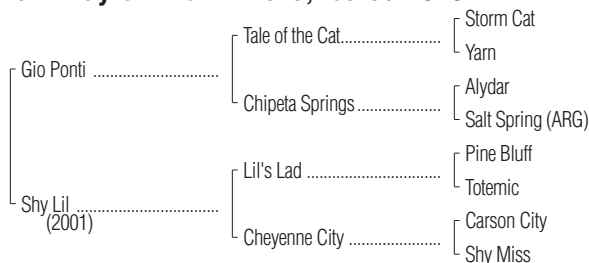 Storm Cat
Tale of the Cat.....................
Yarn
Gio Ponti ...............................
Alydar
Chipeta Springs....................
Salt Spring (ARG)
Pine Bluff
Lil's Lad ................................
Totemic
Shy Lil ...................................
(2001)
Carson City
Cheyenne City ......................
Shy Miss